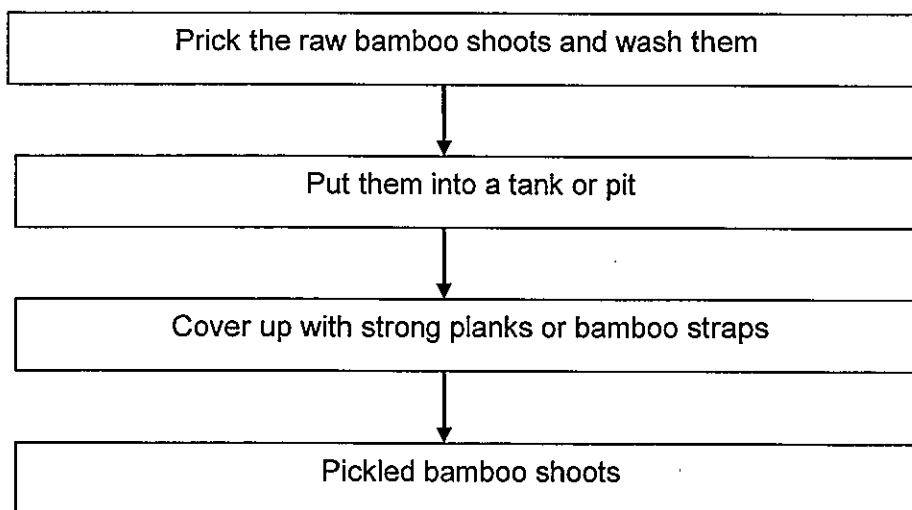 Prick the raw bamboo shoots and wash them
Put them into a tank or pit
Cover up with strong planks or bamboo straps
Pickled bamboo shoots